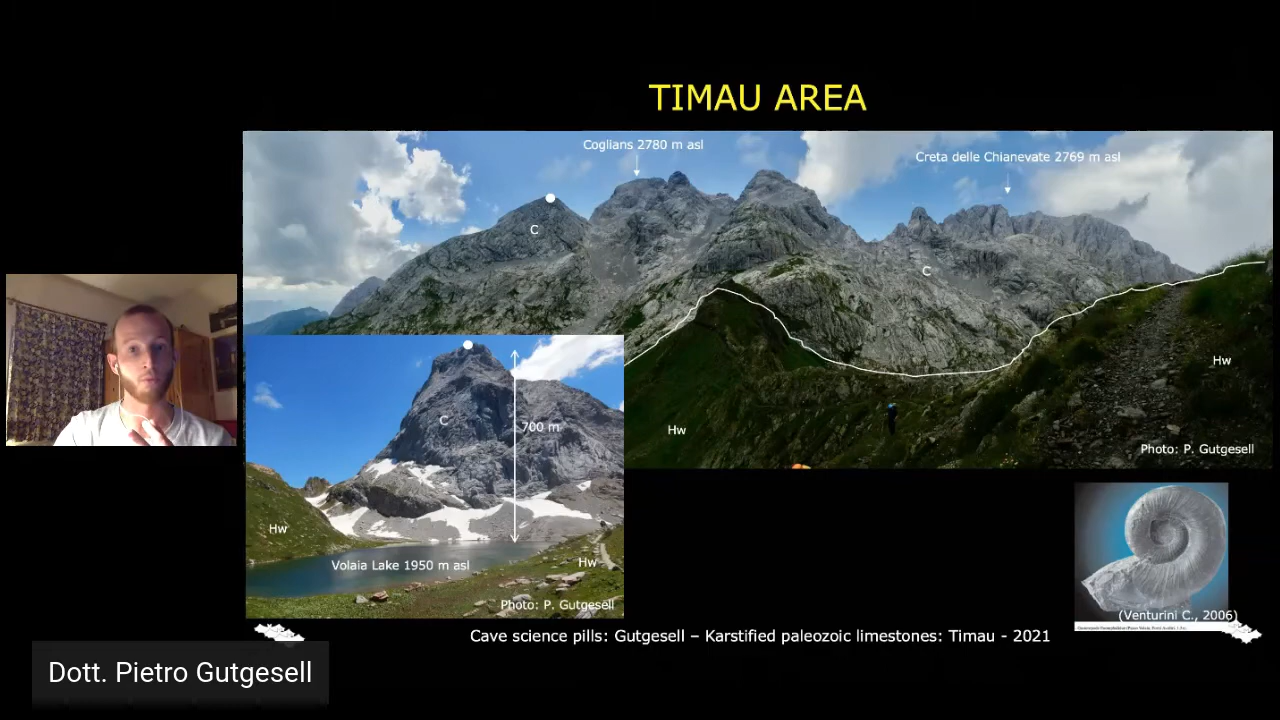 TIMAU AREA
Coglians 2780 m asl
Creta delle Chianevate 2769 m asl
C
C
Hw
Hw
Photo: P. Gutgesell
C
700 m
Hw
Volaia Lake 1950 m asl
Hw
Photo: P. Gutgesell
(Venturini C., 2006)
Cave science pills: Gutgesell – Karstified paleozoic limestones: Timau - 2021
Dott. Pietro Gutgesell